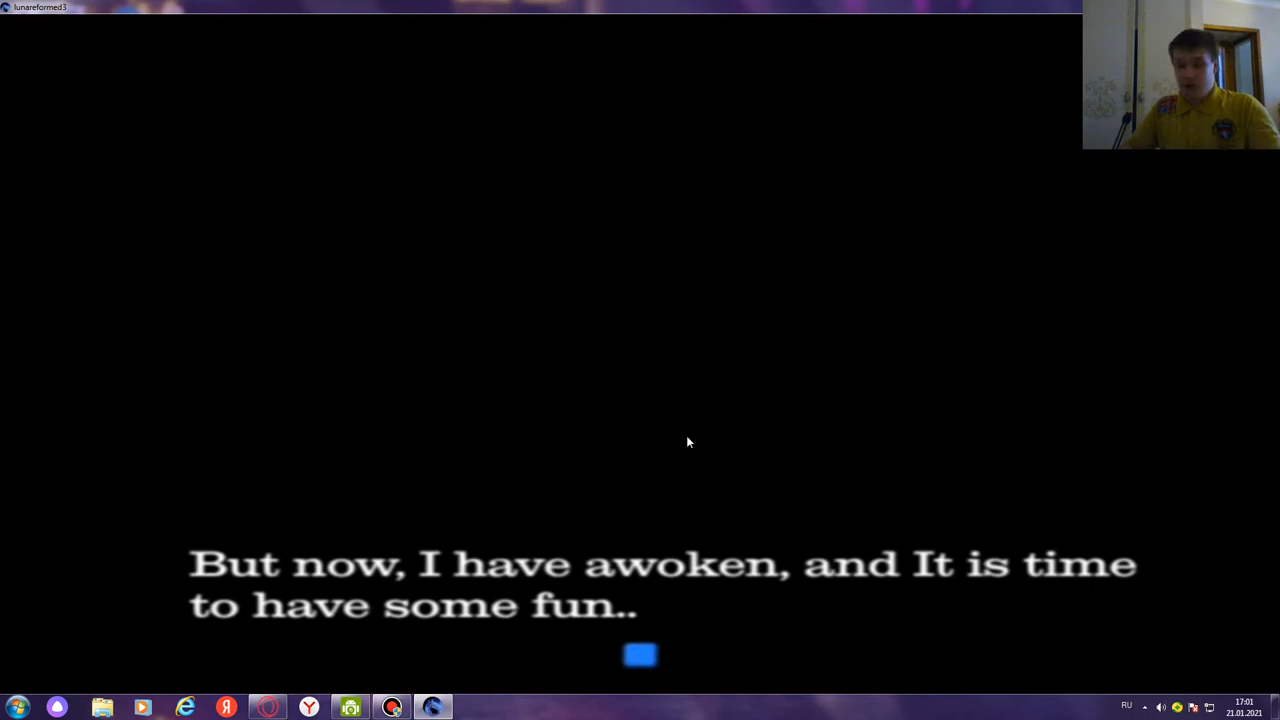 lunareformed3
But now, I have awoken, and It is time
to have some fun..
RU
17:01
21.01.2021